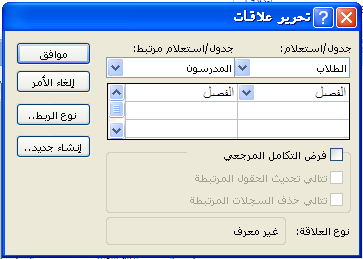 تحرير علاقات
جدول/استعلام: جدول/استعلام مرتبط:
الطلاب المدرسون
الفصل الفصل
فرض التكامل المرجعي
تتالي تحديث الحقول المرتبطة
تتالي حذف السجلات المرتبطة
نوع العلاقة: غير معرف
موافق
إلغاء الأمر
نوع الربط..
إنشاء جديد..